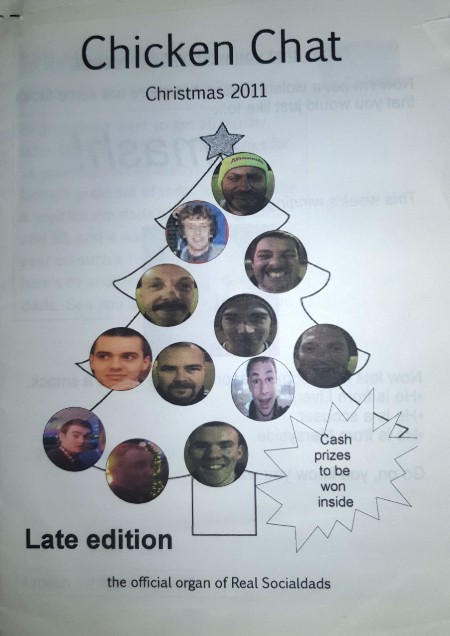 Chicken Chat
Christmas 2011
Cash
prizes
to be
won
inside
Late edition
the official organ of Real Socialdads